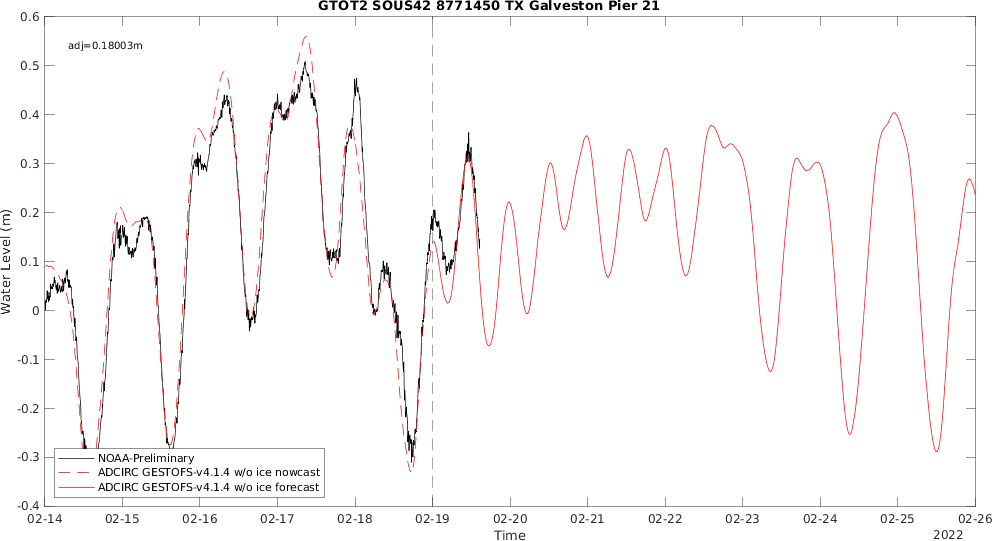 GTOT2 SOUS42 8771450 TX Galveston Pier 21
adj=0.18003m
Water Level (m)
0.6
0.5
0.4
0.3
0.2
0.1
0
-0.1
-0.2
-0.3
-0.4
NOAA-Preliminary
ADCIRC GESTOFS-v4.1.4 w/o ice nowcast
ADCIRC GESTOFS-v4.1.4 w/o ice forecast
02-14 02-15 02-16 02-17 02-18 02-19 02-20 02-21 02-22 02-23 02-24 02-25 02-26
Time
2022